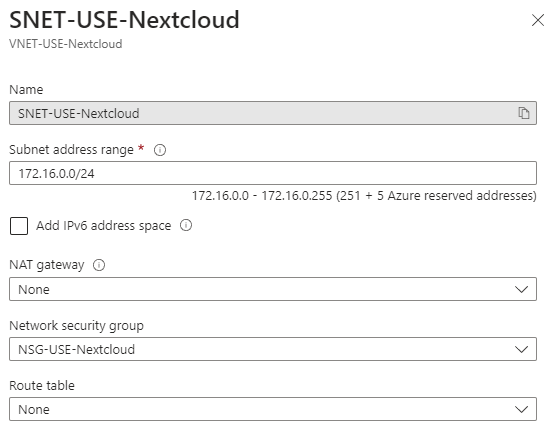 SNET-USE-Nextcloud
VNET-USE-Nextcloud
Name
SNET-USE-Nextcloud
Subnet address range *
172.16.0.0/24
172.16.0.0 - 172.16.0.255 (251 + 5 Azure reserved addresses)
Add IPv6 address space
NAT gateway
None
Network security group
NSG-USE-Nextcloud
Route table
None